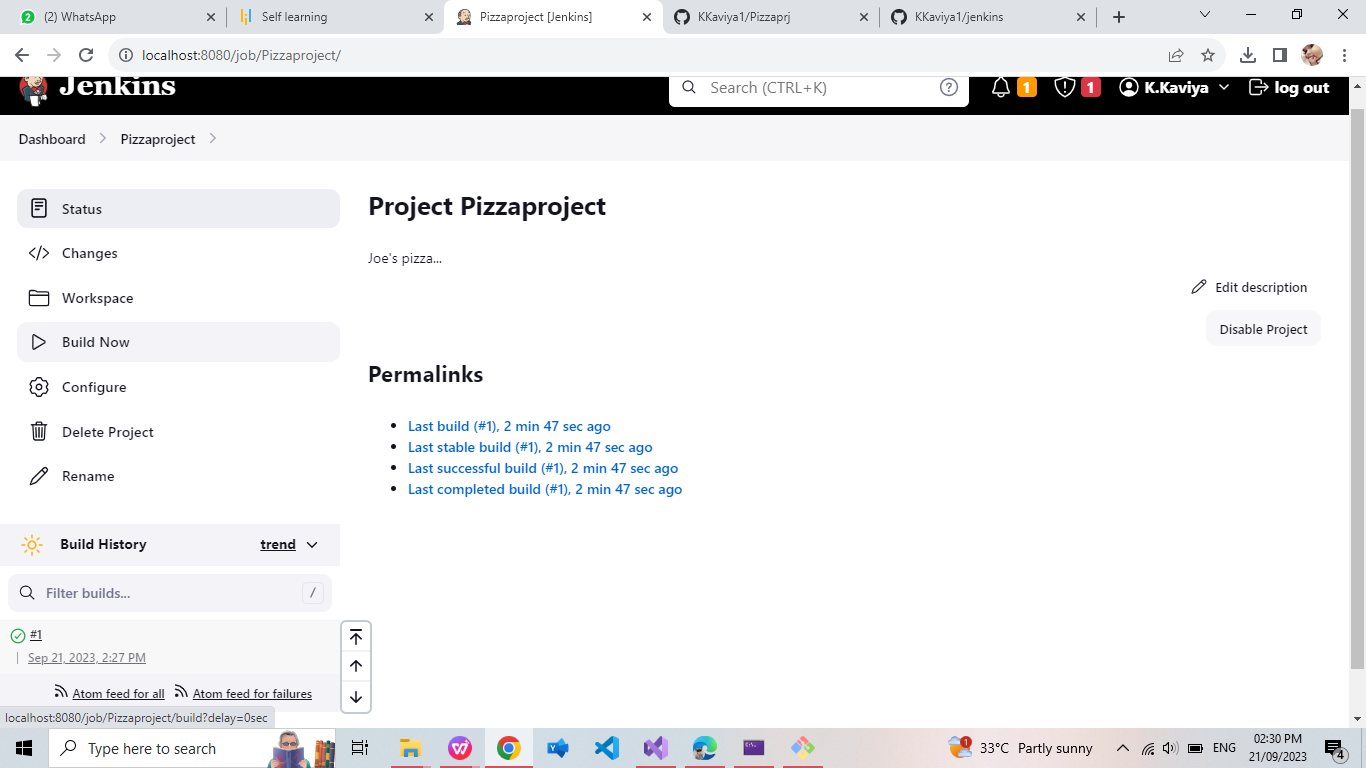 (2) WhatsApp
Self learning
Pizzaproject [Jenkins]
KKaviya1/Pizzaprj
KKaviya1/jenkins
localhost:8080/job/Pizzaproject/
Jenkins
Search (CTRL+K)
1
1
K.Kaviya
log out
Dashboard
Pizzaproject
Status
Changes
Workspace
Build Now
Configure
Delete Project
Rename
Project Pizzaproject
Joe's pizza...
Edit description
Disable Project
Permalinks
Last build (#1), 2 min 47 sec ago
Last stable build (#1), 2 min 47 sec ago
Last successful build (#1), 2 min 47 sec ago
Last completed build (#1), 2 min 47 sec ago
Build History
trend
Filter builds...
/
#1
Sep 21, 2023, 2:27 PM
Atom feed for all
Atom feed for failures
localhost:8080/job/Pizzaproject/build?delay=0sec
Type here to search
1
33°C Partly sunny
ENG
02:30 PM
21/09/2023
4